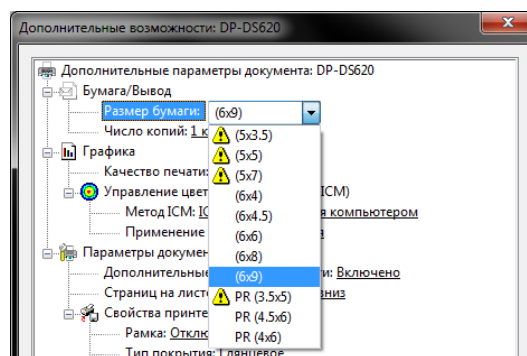 Дополнительные возможности: DP-DS620
Дополнительные параметры документа: DP-DS620
Бумага/Вывод
Размер бумаги: (6x9)
Число копий: 1 к
(5x3.5)
Графика
(5x5)
Качество печати:
(5x7)
Управление цвет ICM)
(6x4)
Метод ICM: IC я компьютером
(6x4.5)
Применение
(6x6)
Параметры докумен
(6x8)
Дополнительные и: Включено
(6x9)
Страниц на лист вниз
PR (3.5x5)
Свойства принте
PR (4.5x6)
Рамка: Отклю
PR (4x6)
Тип покрытия: Глянцевое